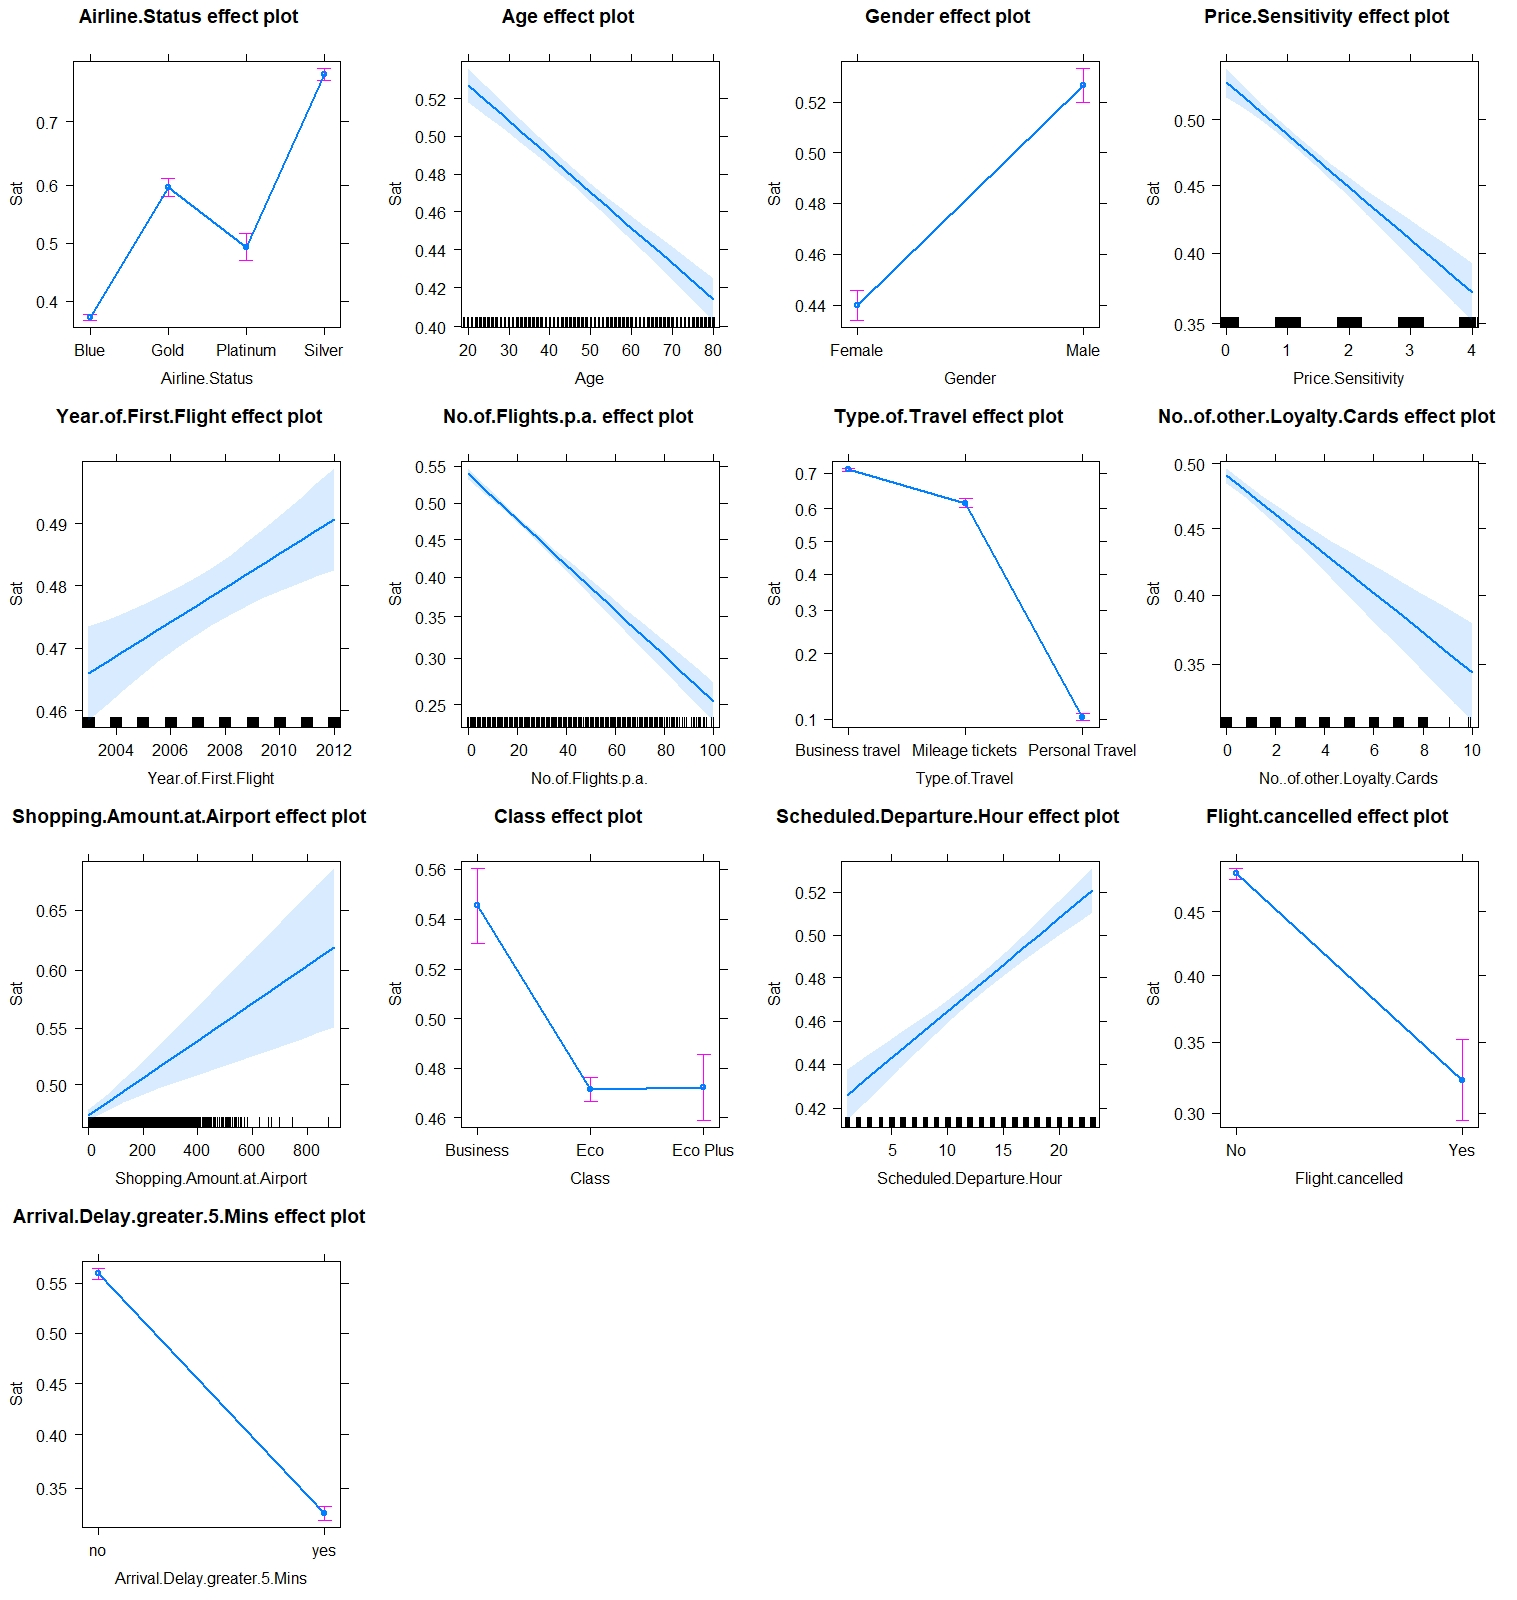 Airline.Status effect plot
Sat
0.7
0.6
0.5
0.4
Blue Gold Platinum Silver
Airline.Status
Age effect plot
Sat
0.52
0.50
0.48
0.46
0.44
0.42
0.40
20 30 40 50 60 70 80
Age
Gender effect plot
Sat
0.52
0.50
0.48
0.46
0.44
Female Male
Gender
Price.Sensitivity effect plot
Sat
0.50
0.45
0.40
0.35
0 1 2 3 4
Price.Sensitivity
Year.of.First.Flight effect plot
Sat
0.49
0.48
0.47
0.46
2004 2006 2008 2010 2012
Year.of.First.Flight
No.of.Flights.p.a. effect plot
Sat
0.55
0.50
0.45
0.40
0.35
0.30
0.25
0 20 40 60 80 100
No.of.Flights.p.a.
Type.of.Travel effect plot
Sat
0.7
0.6
0.5
0.4
0.3
0.2
0.1
Business travel Mileage tickets Personal Travel
Type.of.Travel
No..of.other.Loyalty.Cards effect plot
Sat
0.50
0.45
0.40
0.35
0 2 4 6 8 10
No..of.other.Loyalty.Cards
Shopping.Amount.at.Airport effect plot
Sat
0.65
0.60
0.55
0.50
0 200 400 600 800
Shopping.Amount.at.Airport
Class effect plot
Sat
0.56
0.54
0.52
0.50
0.48
0.46
Business Eco Eco Plus
Class
Scheduled.Departure.Hour effect plot
Sat
0.52
0.50
0.48
0.46
0.44
0.42
5 10 15 20
Scheduled.Departure.Hour
Flight.cancelled effect plot
Sat
0.45
0.40
0.35
0.30
No Yes
Flight.cancelled
Arrival.Delay.greater.5.Mins effect plot
Sat
0.55
0.50
0.45
0.40
0.35
no yes
Arrival.Delay.greater.5.Mins